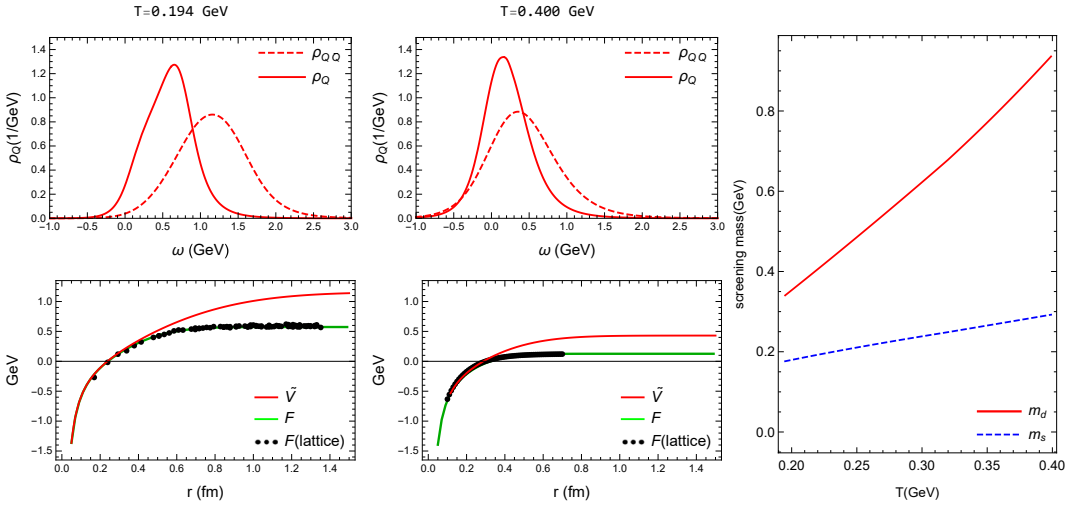 T=0.194 GeV
T=0.400 GeV
ρ_Q(1/GeV)
1.4
1.2
1.0
0.8
0.6
0.4
0.2
0.0
ρ_QQ
ρ_Q
-1.0 -0.5 0.0 0.5 1.0 1.5 2.0 2.5 3.0
ω (GeV)
ρ_Q(1/GeV)
1.4
1.2
1.0
0.8
0.6
0.4
0.2
0.0
ρ_QQ
ρ_Q
-1.0 -0.5 0.0 0.5 1.0 1.5 2.0 2.5 3.0
ω (GeV)
GeV
1.0
0.5
0.0
-0.5
-1.0
-1.5
Ṽ
F
F(lattice)
0.0 0.2 0.4 0.6 0.8 1.0 1.2 1.4
r (fm)
GeV
1.0
0.5
0.0
-0.5
-1.0
-1.5
Ṽ
F
F(lattice)
0.0 0.2 0.4 0.6 0.8 1.0 1.2 1.4
r (fm)
screening mass(GeV)
0.8
0.6
0.4
0.2
0.0
m_d
m_s
0.20 0.25 0.30 0.35 0.40
T(GeV)